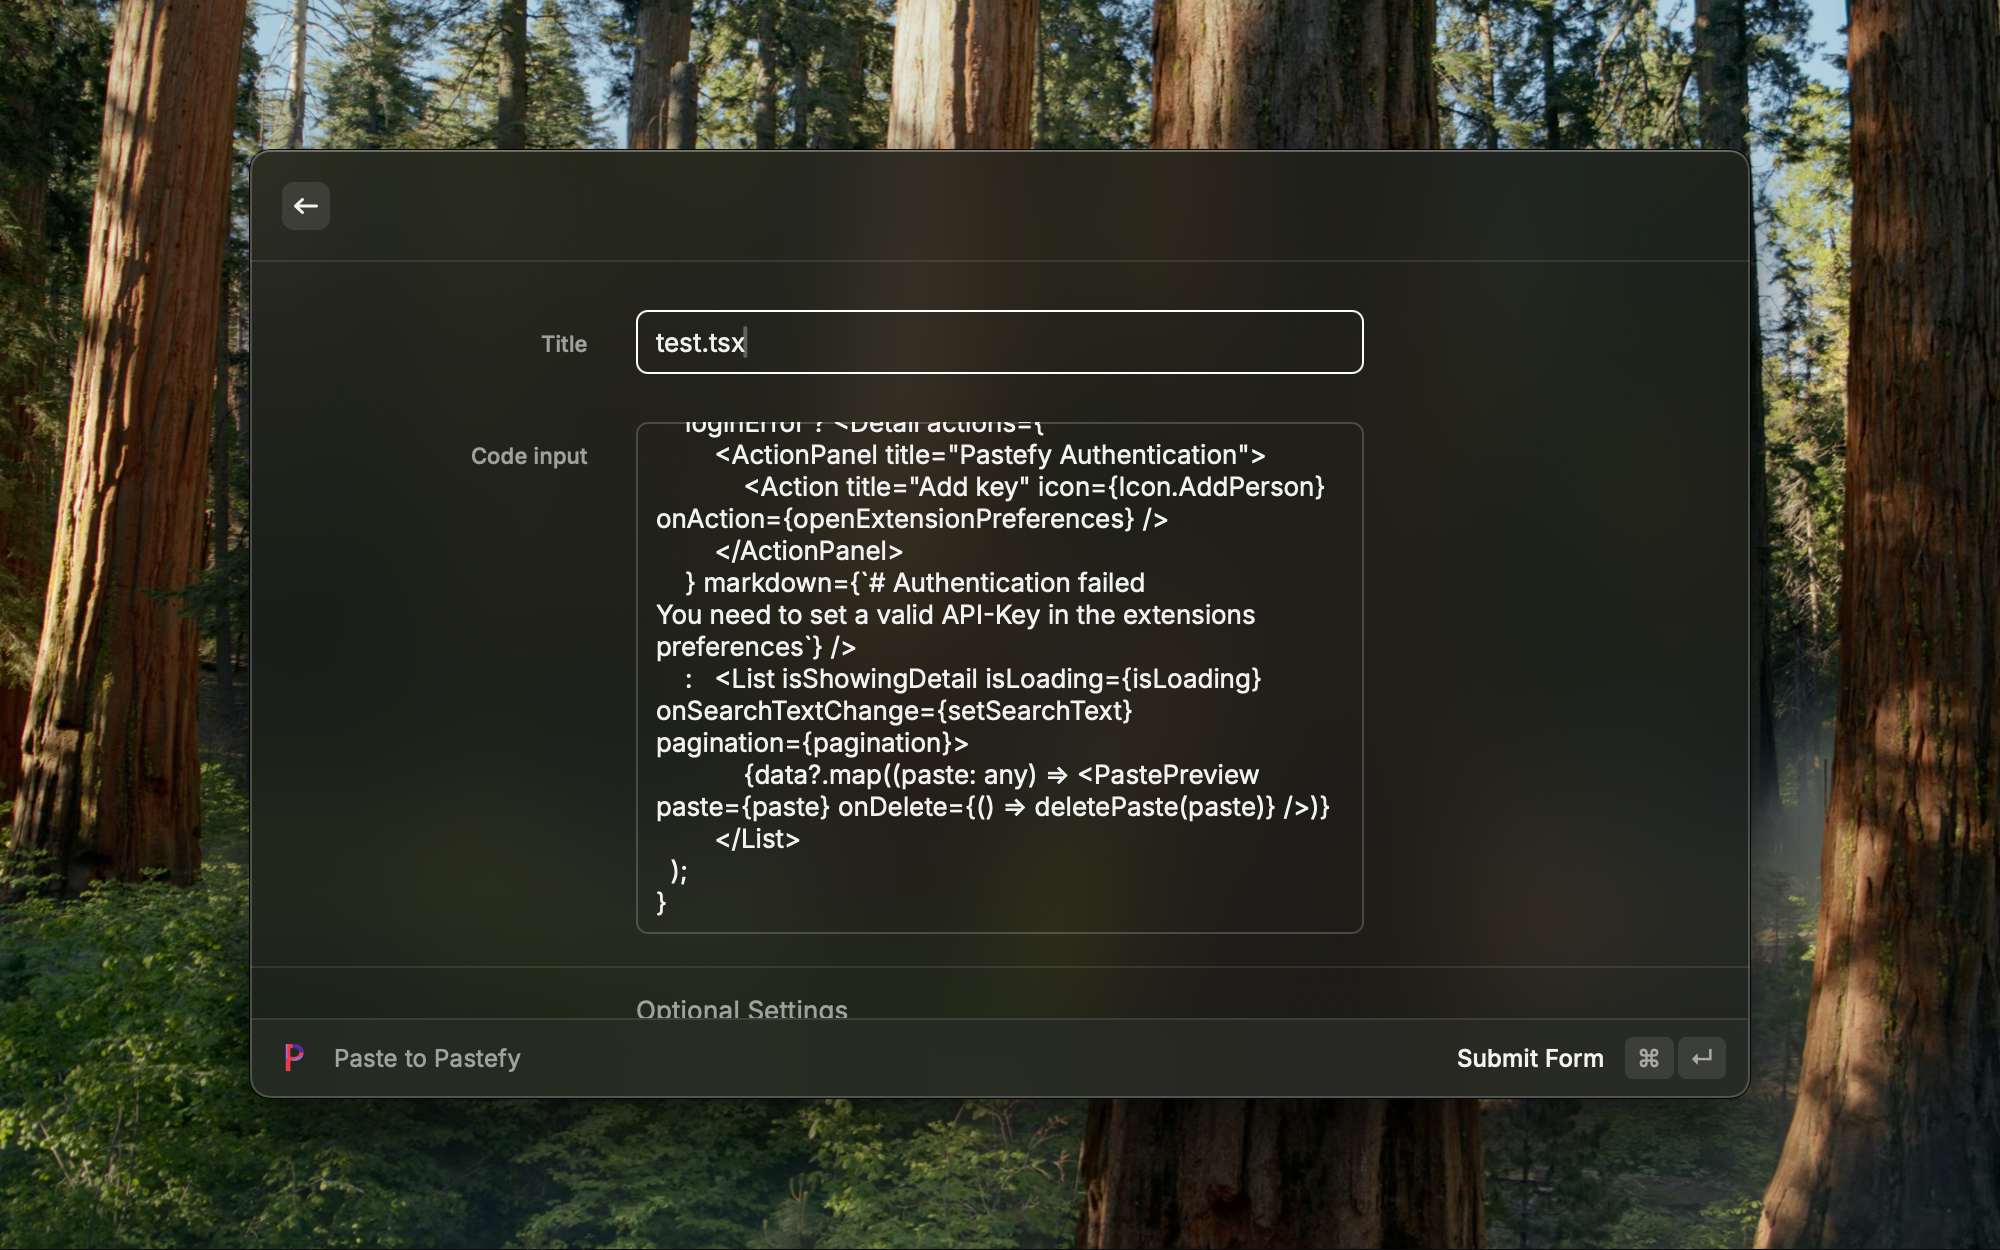 Title
test.tsx
Code input
loginError ? <Detail actions={
<ActionPanel title="Pastefy Authentication">
<Action title="Add key" icon={Icon.AddPerson}
onAction={openExtensionPreferences} />
</ActionPanel>
} markdown={`# Authentication failed
You need to set a valid API-Key in the extensions
preferences`} />
: <List isShowingDetail isLoading={isLoading}
onSearchTextChange={setSearchText}
pagination={pagination}>
{data?.map((paste: any) => <PastePreview
paste={paste} onDelete={() => deletePaste(paste)} />)}
</List>
);
}
Optional Settings
Paste to Pastefy
Submit Form ⌘ ↵